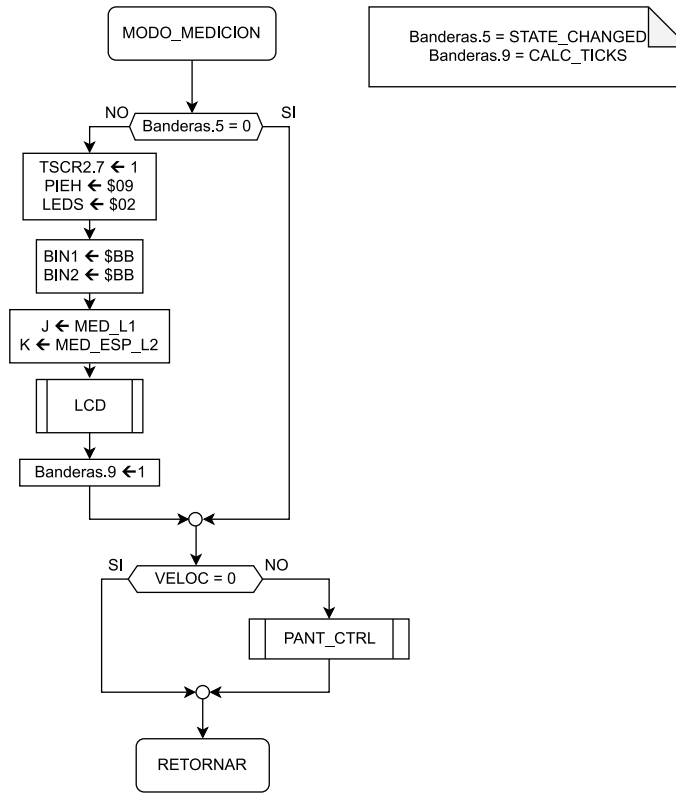 MODO_MEDICION
Banderas.5 = STATE_CHANGED
Banderas.9 = CALC_TICKS
NO
Banderas.5 = 0
SI
TSCR2.7 ← 1
PIEH ← $09
LEDS ← $02
BIN1 ← $BB
BIN2 ← $BB
J ← MED_L1
K ← MED_ESP_L2
LCD
Banderas.9 ←1
SI
VELOC = 0
NO
PANT_CTRL
RETORNAR